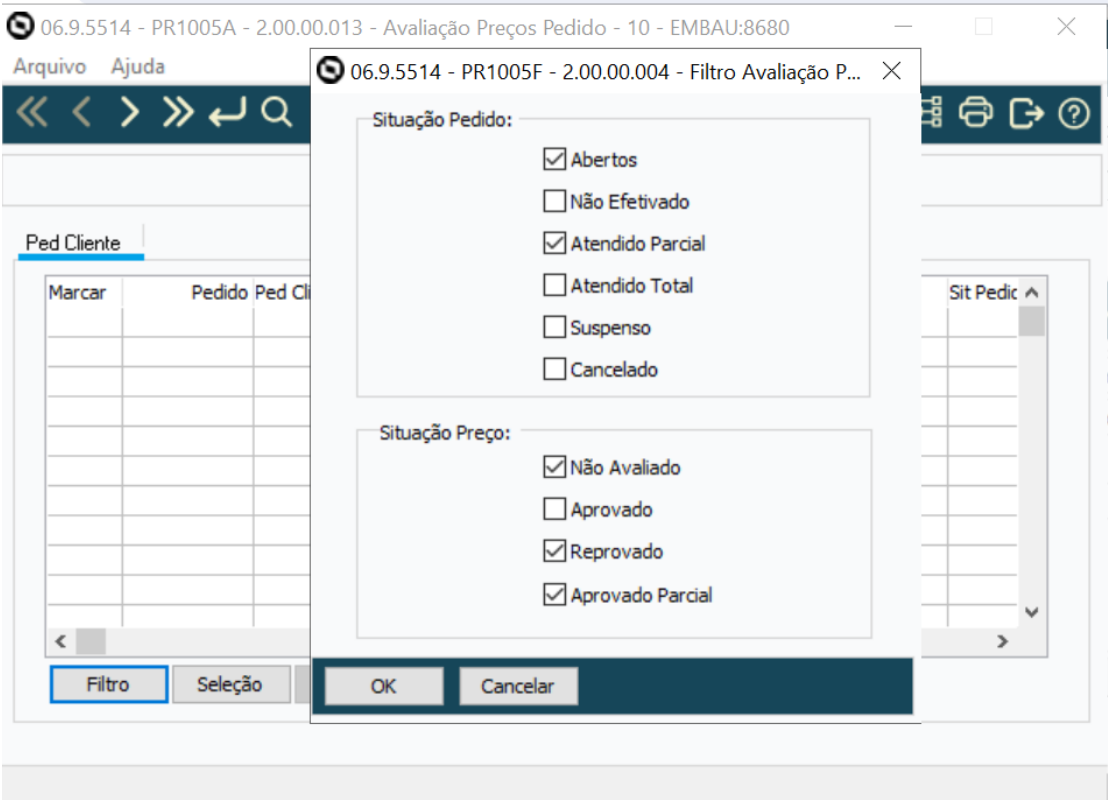 06.9.5514 - PR1005A - 2.00.00.013 - Avaliação Preços Pedido - 10 - EMBAU:8680
Arquivo Ajuda
Ped Cliente
Marcar Pedido Ped Cli
Sit Pedic
Filtro Seleção
06.9.5514 - PR1005F - 2.00.00.004 - Filtro Avaliação P...
Situação Pedido:
Abertos
Não Efetivado
Atendido Parcial
Atendido Total
Suspenso
Cancelado
Situação Preço:
Não Avaliado
Aprovado
Reprovado
Aprovado Parcial
OK Cancelar